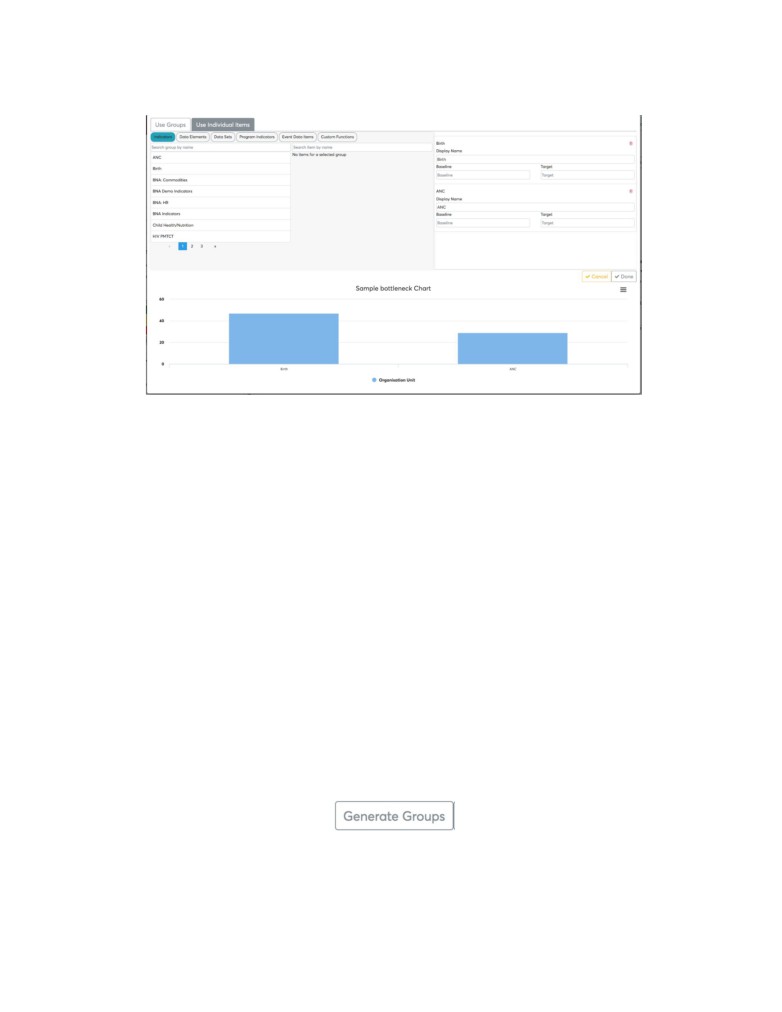 Use Groups Use Individual Items
Indicators Data Elements Data Sets Program Indicators Event Data Items Custom Functions
Search group by name
ANC
Birth
BNA: Commodities
BNA Demo Indicators
BNA: HR
BNA Indicators
Child Health/Nutrition
HIV PMTCT
« 1 2 3 »
Search item by name
No items for a selected group
Birth
Display Name
Birth
Baseline Target
Baseline Target
ANC
Display Name
ANC
Baseline Target
Baseline Target
Cancel Done
Sample bottleneck Chart
60
40
20
0
Birth ANC
Organisation Unit
Generate Groups